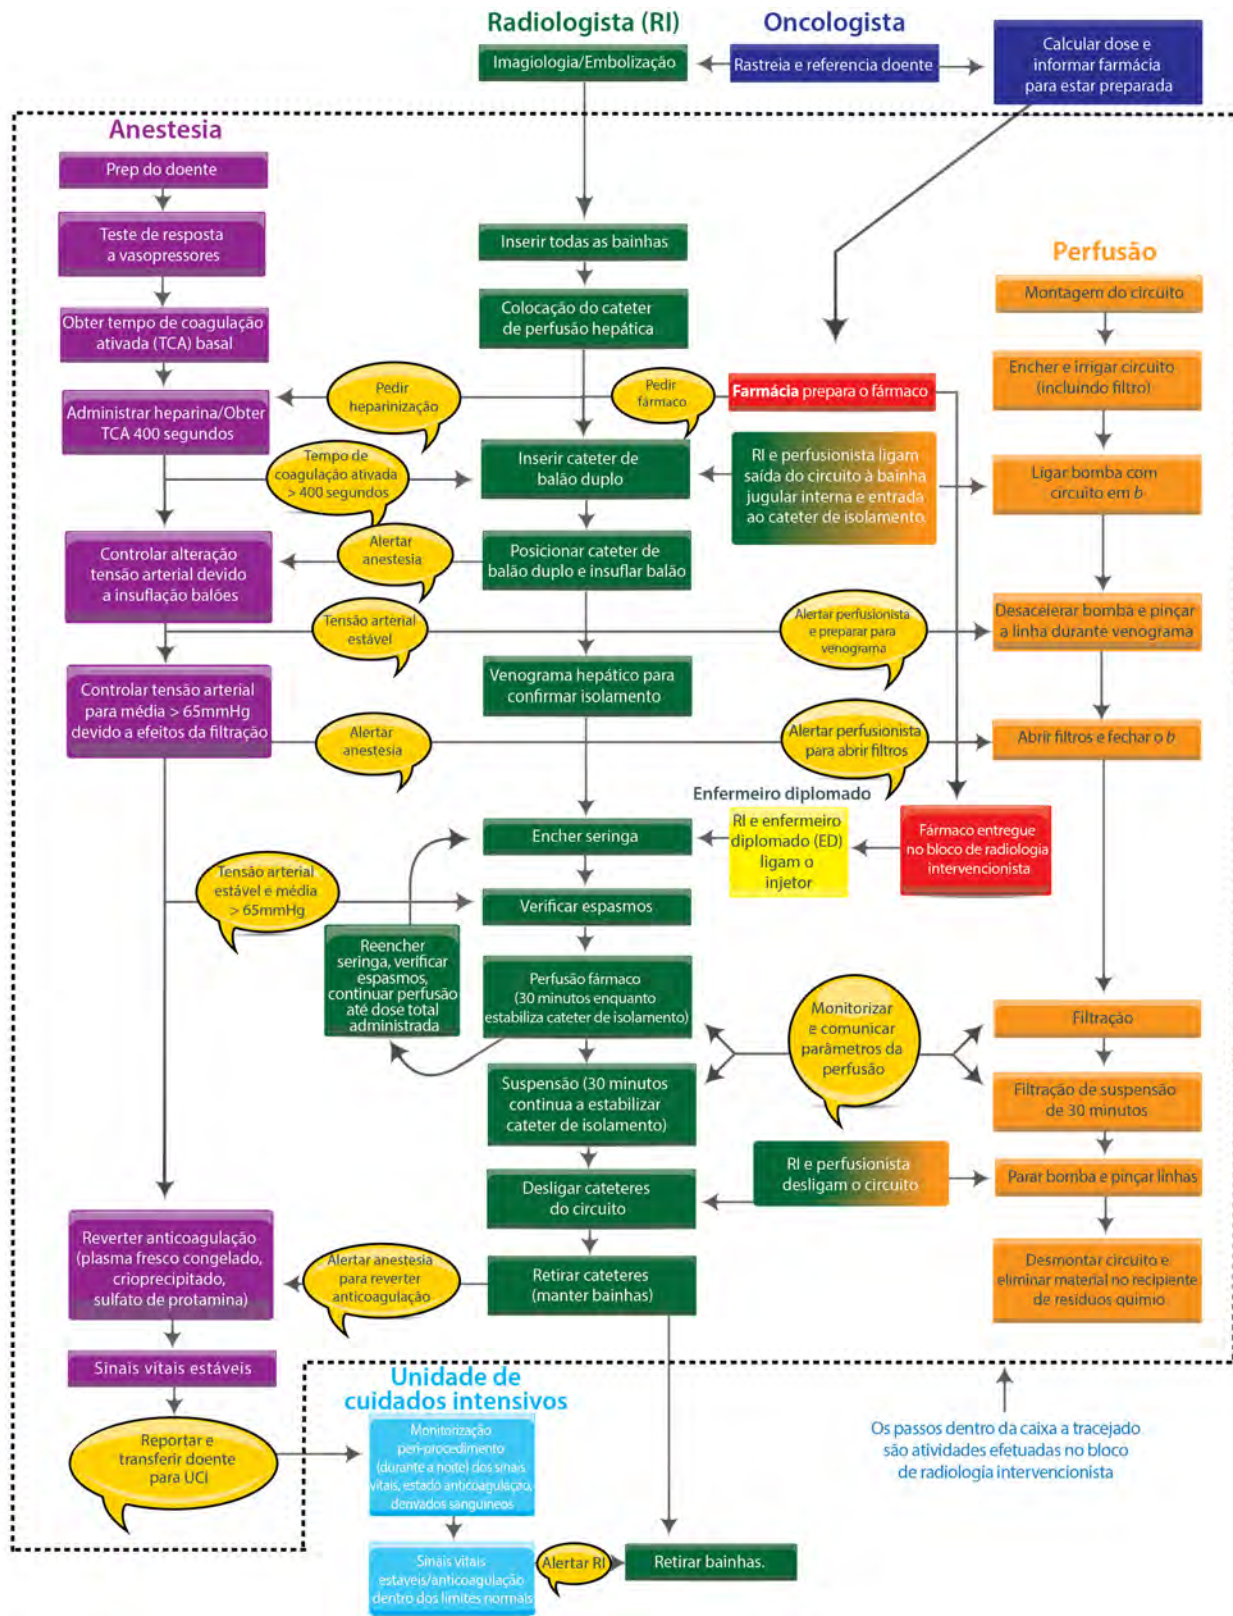 Radiologista (RI)
Oncologista
Imagiologia/Embolização
Rastreia e referencia doente
Calcular dose e
informar farmácia
para estar preparada
Anestesia
Prep do doente
Teste de resposta
a vasopressores
Obter tempo de coagulação
ativada (TCA) basal
Administrar heparina/Obter
TCA 400 segundos
Controlar alteração
tensão arterial devido
a insuflação balões
Controlar tensão arterial
para média > 65mmHg
devido a efeitos da filtração
Inserir todas as bainhas
Colocação do cateter
de perfusão hepática
Pedir
heparinização
Pedir
fármaco
Farmácia prepara o fármaco
Tempo de
coagulação ativada
> 400 segundos
Inserir cateter de
balão duplo
RI e perfusionista ligam
saída do circuito à bainha
jugular interna e entrada
ao cateter de isolamento.
Alertar
anestesia
Posicionar cateter de
balão duplo e insuflar balão
Tensão arterial
estável
Alertar perfusionista
e preparar para
venograma
Venograma hepático para
confirmar isolamento
Alertar
anestesia
Alertar perfusionista
para abrir filtros
Perfusão
Montagem do circuito
Encher e irrigar circuito
(incluindo filtro)
Ligar bomba com
circuito em b
Desacelerar bomba e pinçar
a linha durante venograma
Abrir filtros e fechar o b
Enfermeiro diplomado
Encher seringa
RI e enfermeiro
diplomado (ED)
ligam o
injetor
Fármaco entregue
no bloco de radiologia
intervencionista
Tensão arterial
estável e média
> 65mmHg
Verificar espasmos
Reencher
seringa, verificar
espasmos,
continuar perfusão
até dose total
administrada
Perfusão fármaco
(30 minutos enquanto
estabiliza cateter de isolamento)
Monitorizar
e comunicar
parâmetros da
perfusão
Filtração
Suspensão (30 minutos
continua a estabilizar
cateter de isolamento)
Filtração de suspensão
de 30 minutos
RI e perfusionista
desligam o circuito
Parar bomba e pinçar linhas
Desligar cateteres
do circuito
Reverter anticoagulação
(plasma fresco congelado,
crioprecipitado,
sulfato de protamina)
Alertar anestesia
para reverter
anticoagulação
Retirar cateteres
(manter bainhas)
Desmontar circuito e
eliminar material no recipiente
de resíduos químio
Sinais vitais estáveis
Reportar e
transferir doente
para UCI
Unidade de
cuidados intensivos
Monitorização
peri-procedimento
(durante a noite) dos sinais
vitais, estado anticoagulação,
derivados sanguíneos
Sinais vitais
estáveis/anticoagulação
dentro dos limites normais
Alertar RI
Retirar bainhas.
Os passos dentro da caixa a tracejado
são atividades efetuadas no bloco
de radiologia intervencionista